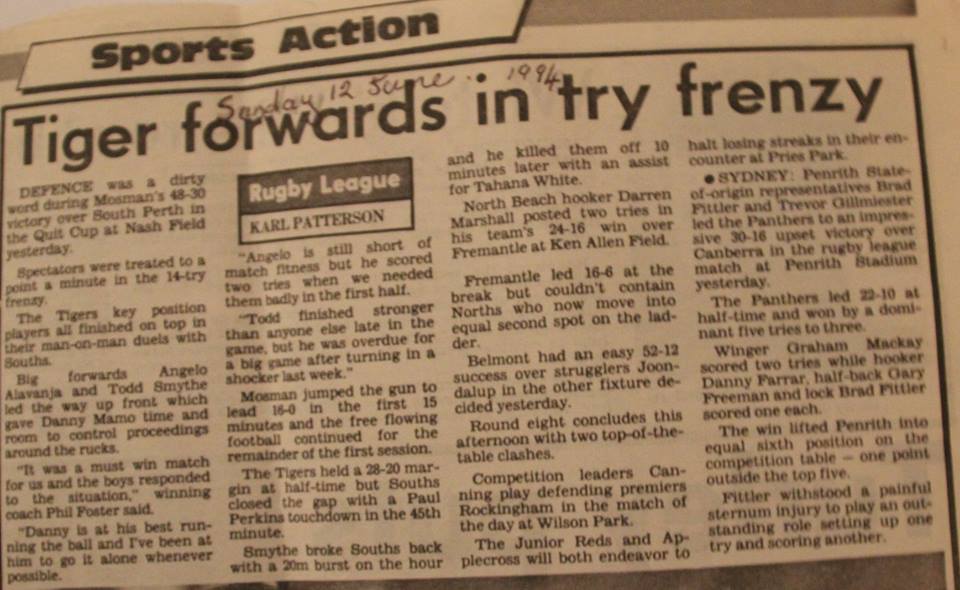 Sports Action
Sunday 12 June 1994
Tiger forwards in try frenzy
DEFENCE was a dirty
word during Mosman's 48-30
victory over South Perth in
the Quit Cup at Nash Field
yesterday.
Spectators were treated to a
point a minute in the 14-try
frenzy.
The Tigers key position
players all finished on top in
their man-on-man duels with
Souths.
Big forwards Angelo
Alavanja and Todd Smythe
led the way up front which
gave Danny Mamo time and
room to control proceedings
around the rucks.
"It was a must win match
for us and the boys responded
to the situation," winning
coach Phil Foster said.
"Danny is at his best run-
ning the ball and I've been at
him to go it alone whenever
possible.
Rugby League
KARL PATTERSON
"Angelo is still short of
match fitness but he scored
two tries when we needed
them badly in the first half.
"Todd finished stronger
than anyone else late in the
game, but he was overdue for
a big game after turning in a
shocker last week."
Mosman jumped the gun to
lead 16-0 in the first 15
minutes and the free flowing
football continued for the
remainder of the first session.
The Tigers held a 28-20 mar-
gin at half-time but Souths
closed the gap with a Paul
Perkins touchdown in the 45th
minute.
Smythe broke Souths back
with a 20m burst on the hour
and he killed them off 10
minutes later with an assist
for Tahana White.
North Beach hooker Darren
Marshall posted two tries in
his team's 24-16 win over
Fremantle at Ken Allen Field.
Fremantle led 16-6 at the
break but couldn't contain
Norths who now move into
equal second spot on the lad-
der.
Belmont had an easy 52-12
success over strugglers Joon-
dalup in the other fixture de-
cided yesterday.
Round eight concludes this
afternoon with two top-of-the-
table clashes.
Competition leaders Can-
ning play defending premiers
Rockingham in the match of
the day at Wilson Park.
The Junior Reds and Ap-
plecross will both endeavor to
halt losing streaks in their en-
counter at Pries Park.
● SYDNEY: Penrith State-
of-origin representatives Brad
Fittler and Trevor Gillmiester
led the Panthers to an impres-
sive 30-16 upset victory over
Canberra in the rugby league
match at Penrith Stadium
yesterday.
The Panthers led 22-10 at
half-time and won by a domi-
nant five tries to three.
Winger Graham Mackay
scored two tries while hooker
Danny Farrar, half-back Gary
Freeman and lock Brad Fittler
scored one each.
The win lifted Penrith into
equal sixth position on the
competition table — one point
outside the top five.
Fittler withstood a painful
sternum injury to play an out-
standing role setting up one
try and scoring another.